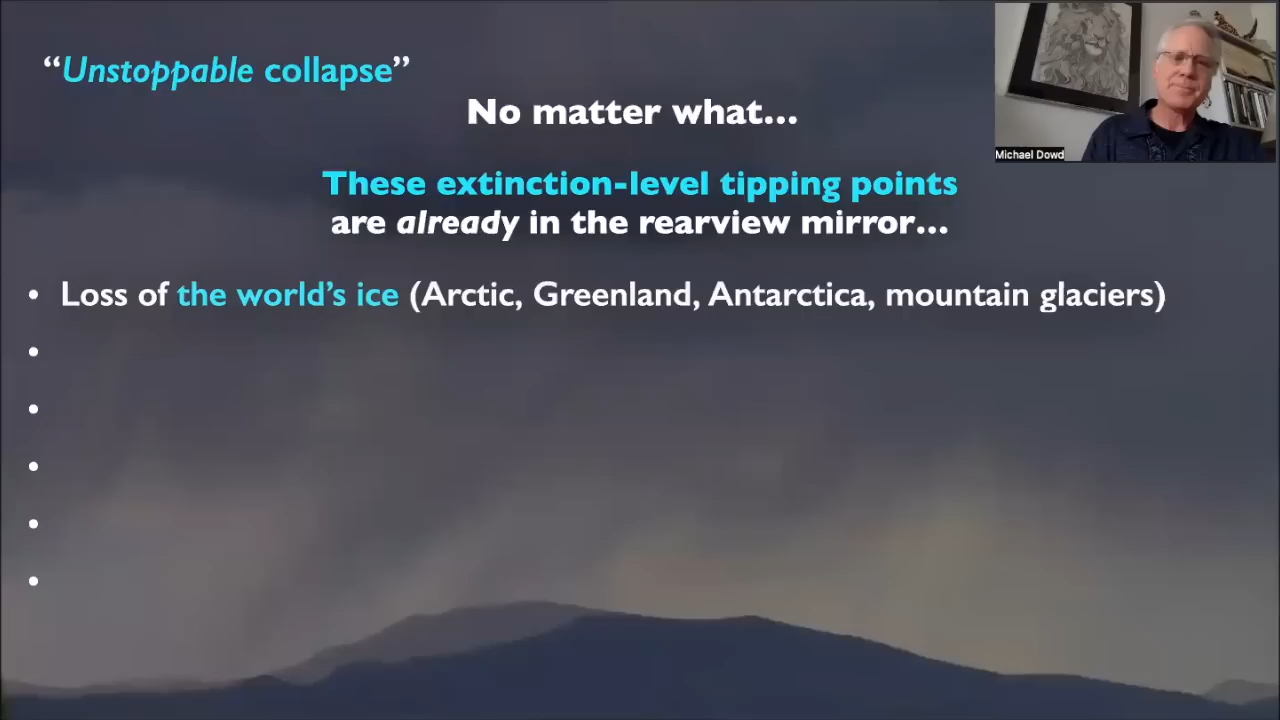 “Unstoppable collapse”
No matter what...
These extinction-level tipping points
are already in the rearview mirror...
• Loss of the world’s ice (Arctic, Greenland, Antarctica, mountain glaciers)
•
•
•
•
•
Michael Dowd